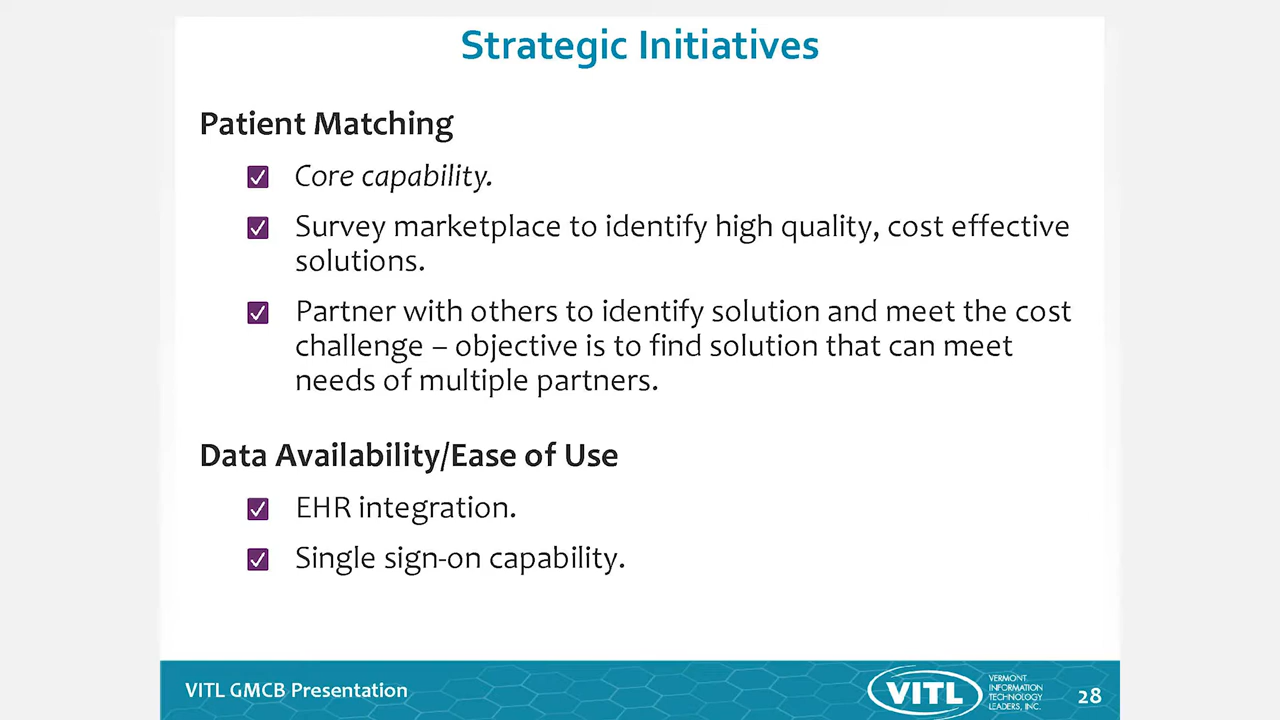 Strategic Initiatives
Patient Matching
Core capability.
Survey marketplace to identify high quality, cost effective
solutions.
Partner with others to identify solution and meet the cost
challenge – objective is to find solution that can meet
needs of multiple partners.
Data Availability/Ease of Use
EHR integration.
Single sign-on capability.
VITL GMCB Presentation
VITL
VERMONT
INFORMATION
TECHNOLOGY
LEADERS, INC.
28